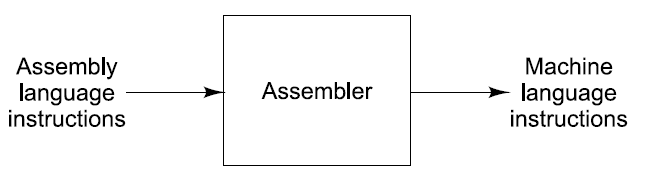 Assembly
language
instructions
Assembler
Machine
language
instructions